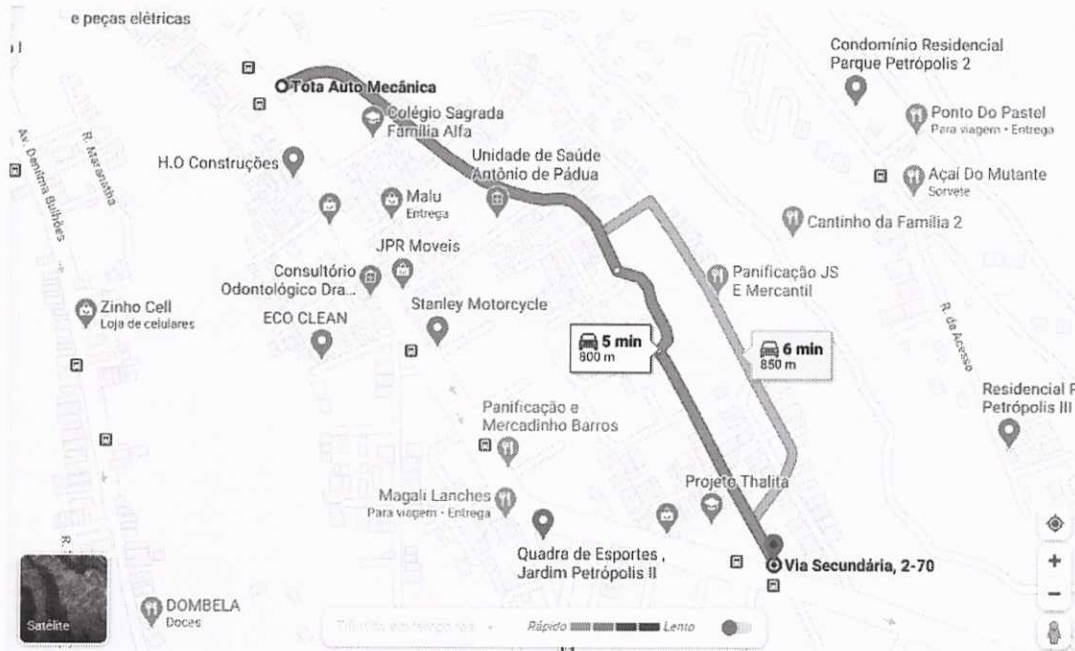 e peças elétricas
Tota Auto Mecânica
Colégio Sagrada
Família Alfa
H.O Construções
Unidade de Saúde
Antônio de Pádua
Malu
Entrega
JPR Moveis
Consultório
Odontológico Dra...
Stanley Motorcycle
ECO CLEAN
Zinho Cell
Loja de celulares
Av. Denilma Bulhões
R. Maranatha
Condomínio Residencial
Parque Petrópolis 2
Ponto Do Pastel
Para viagem • Entrega
Açaí Do Mutante
Sorvete
Cantinho da Família 2
Panificação JS
E Mercantil
R. de Acesso
5 min
800 m
6 min
850 m
Residencial P
Petrópolis III
Panificação e
Mercadinho Barros
Magali Lanches
Para viagem • Entrega
Projeto Thalita
Quadra de Esportes ,
Jardim Petrópolis II
Via Secundária, 2-70
DOMBELA
Doces
Satélite
Rápido
Lento